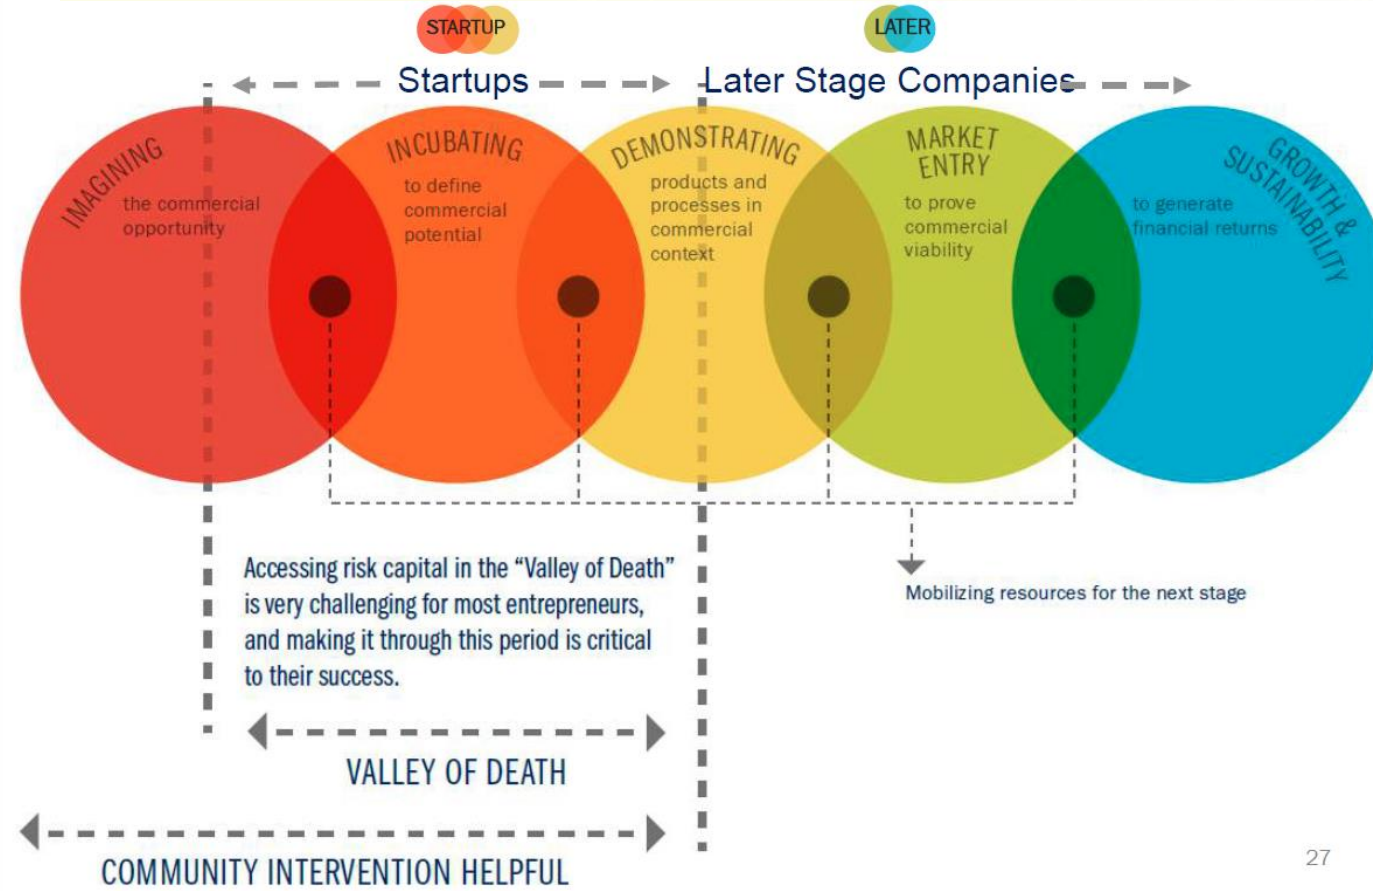 STARTUP
LATER
Startups
Later Stage Companies
IMAGINING
the commercial
opportunity
INCUBATING
to define
commercial
potential
DEMONSTRATING
products and
processes in
commercial
context
MARKET
ENTRY
to prove
commercial
viability
GROWTH &
SUSTAINABILITY
to generate
financial returns
Accessing risk capital in the “Valley of Death”
is very challenging for most entrepreneurs,
and making it through this period is critical
to their success.
Mobilizing resources for the next stage
VALLEY OF DEATH
COMMUNITY INTERVENTION HELPFUL
27